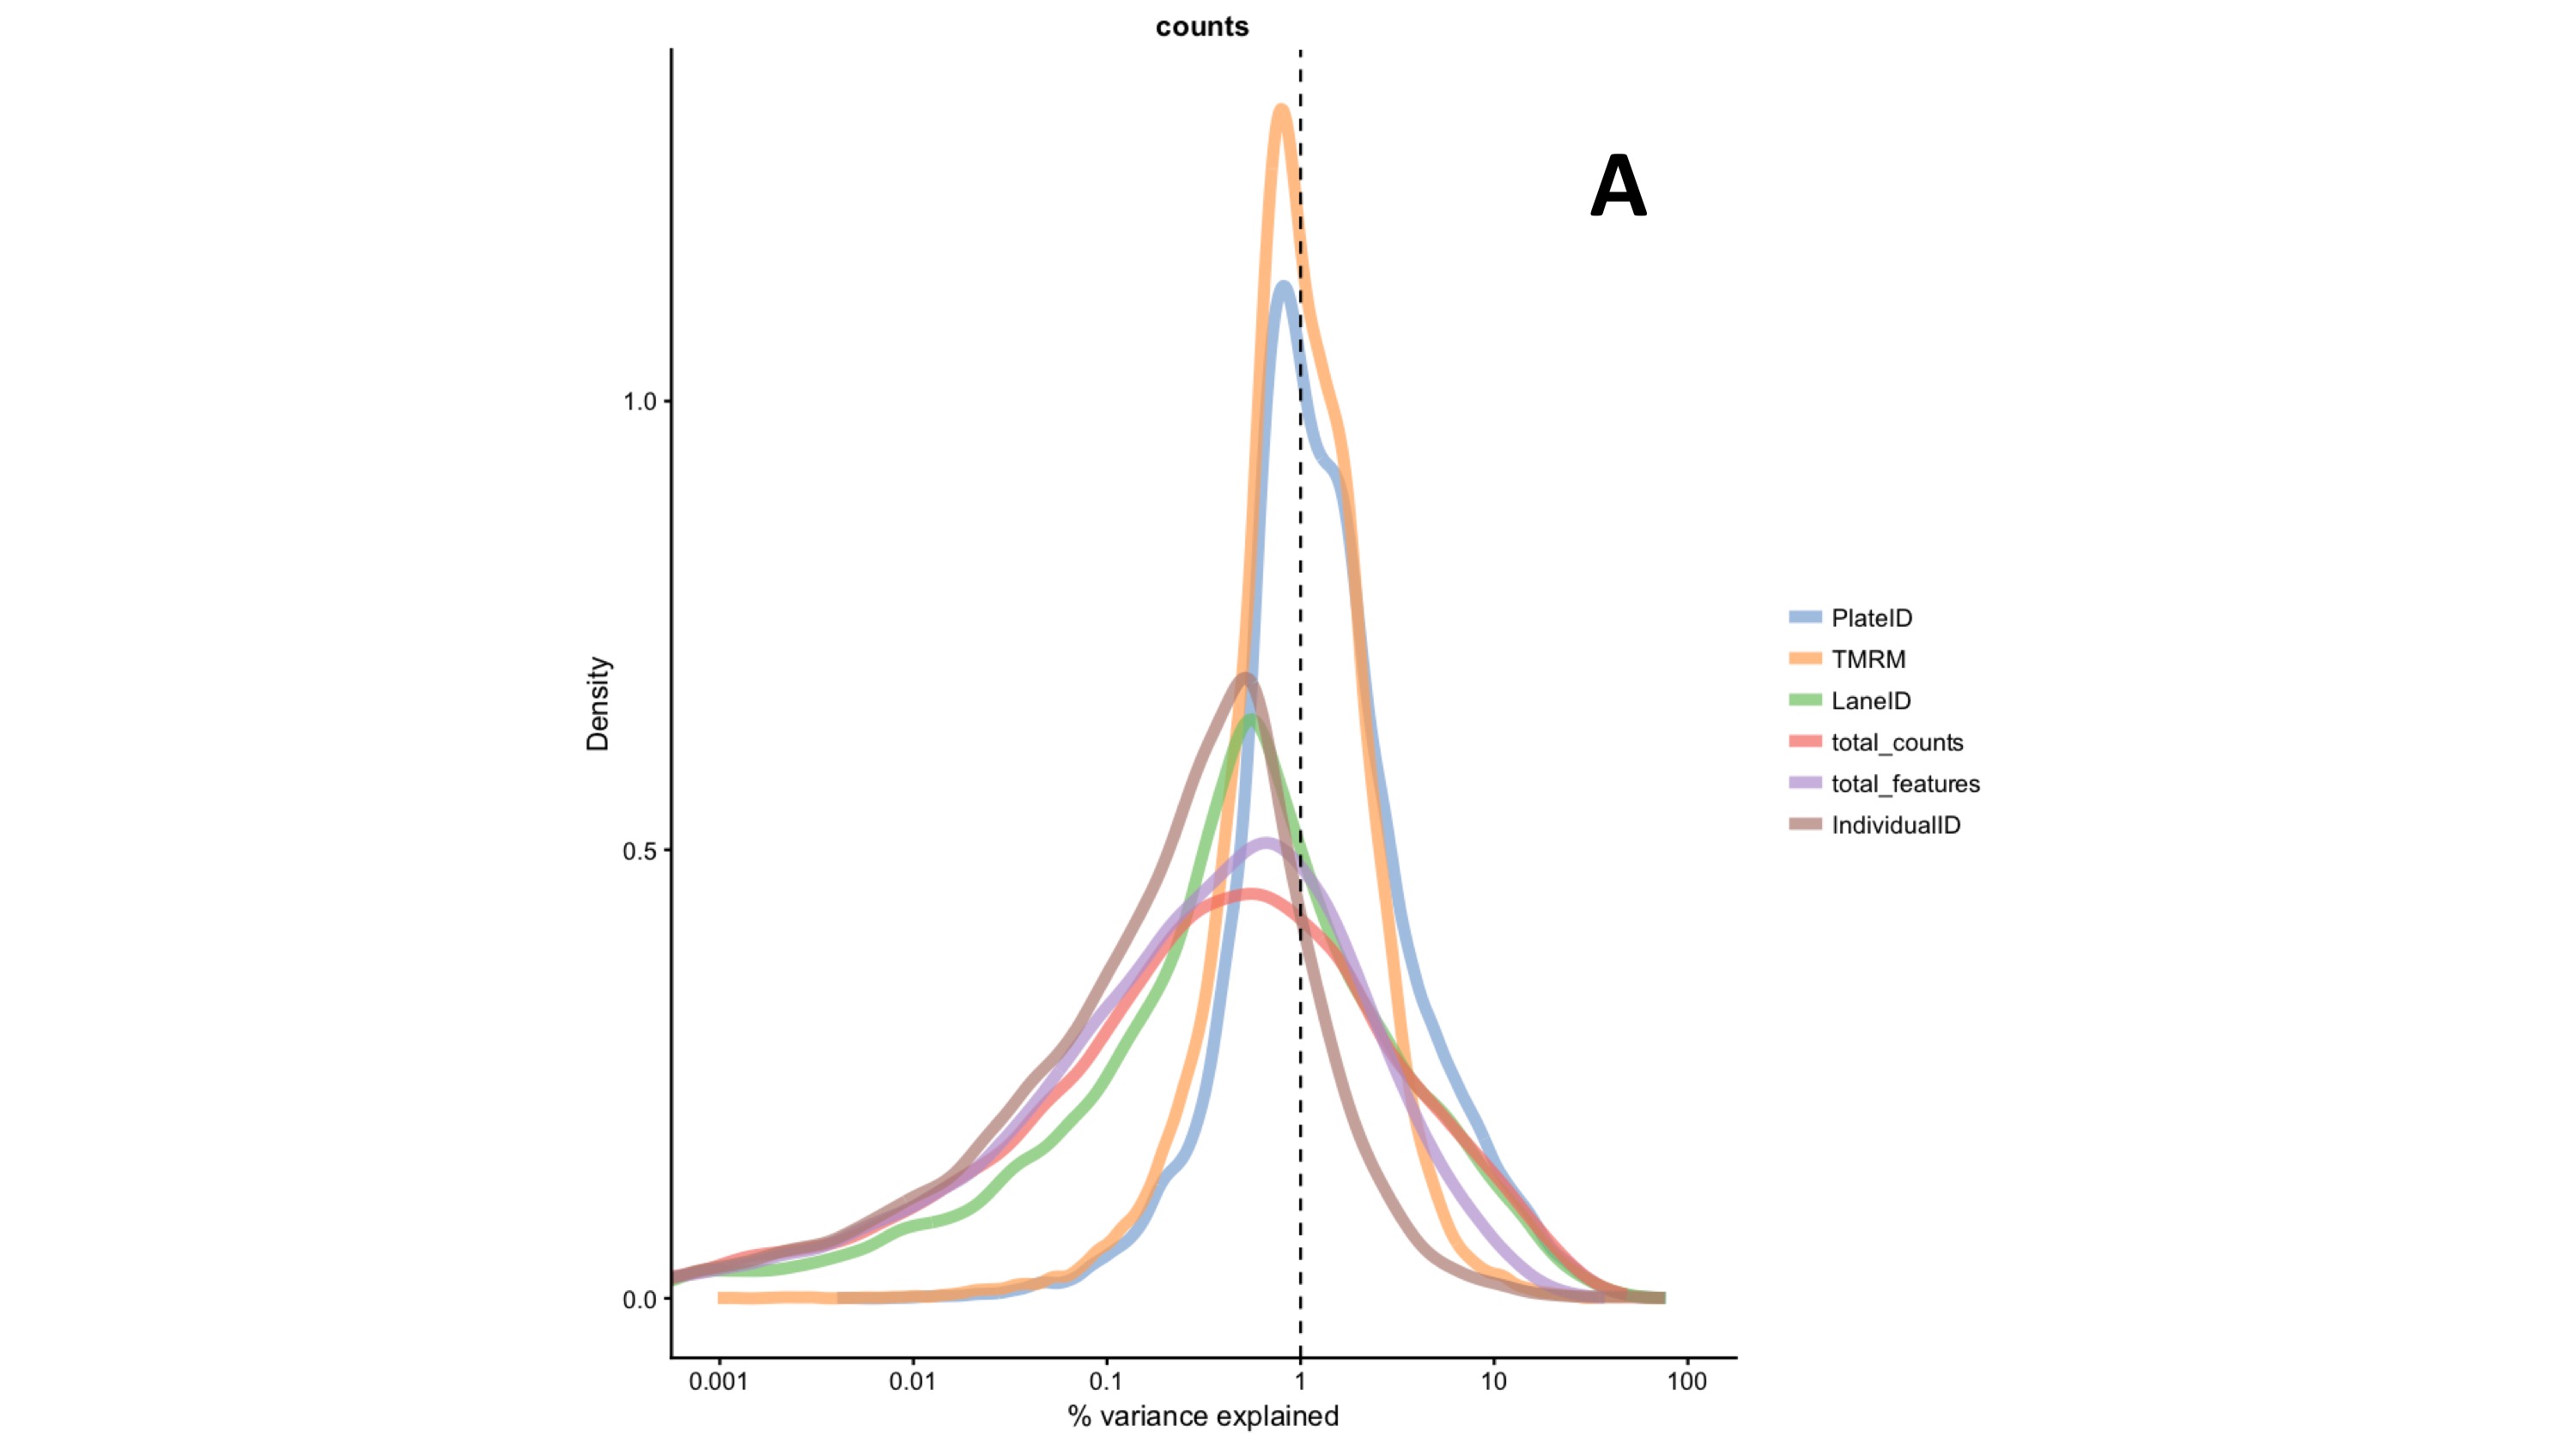 counts
A
1.0
0.5
0.0
Density
0.001
0.01
0.1
1
10
100
% variance explained
PlateID
TMRM
LaneID
total_counts
total_features
IndividualID